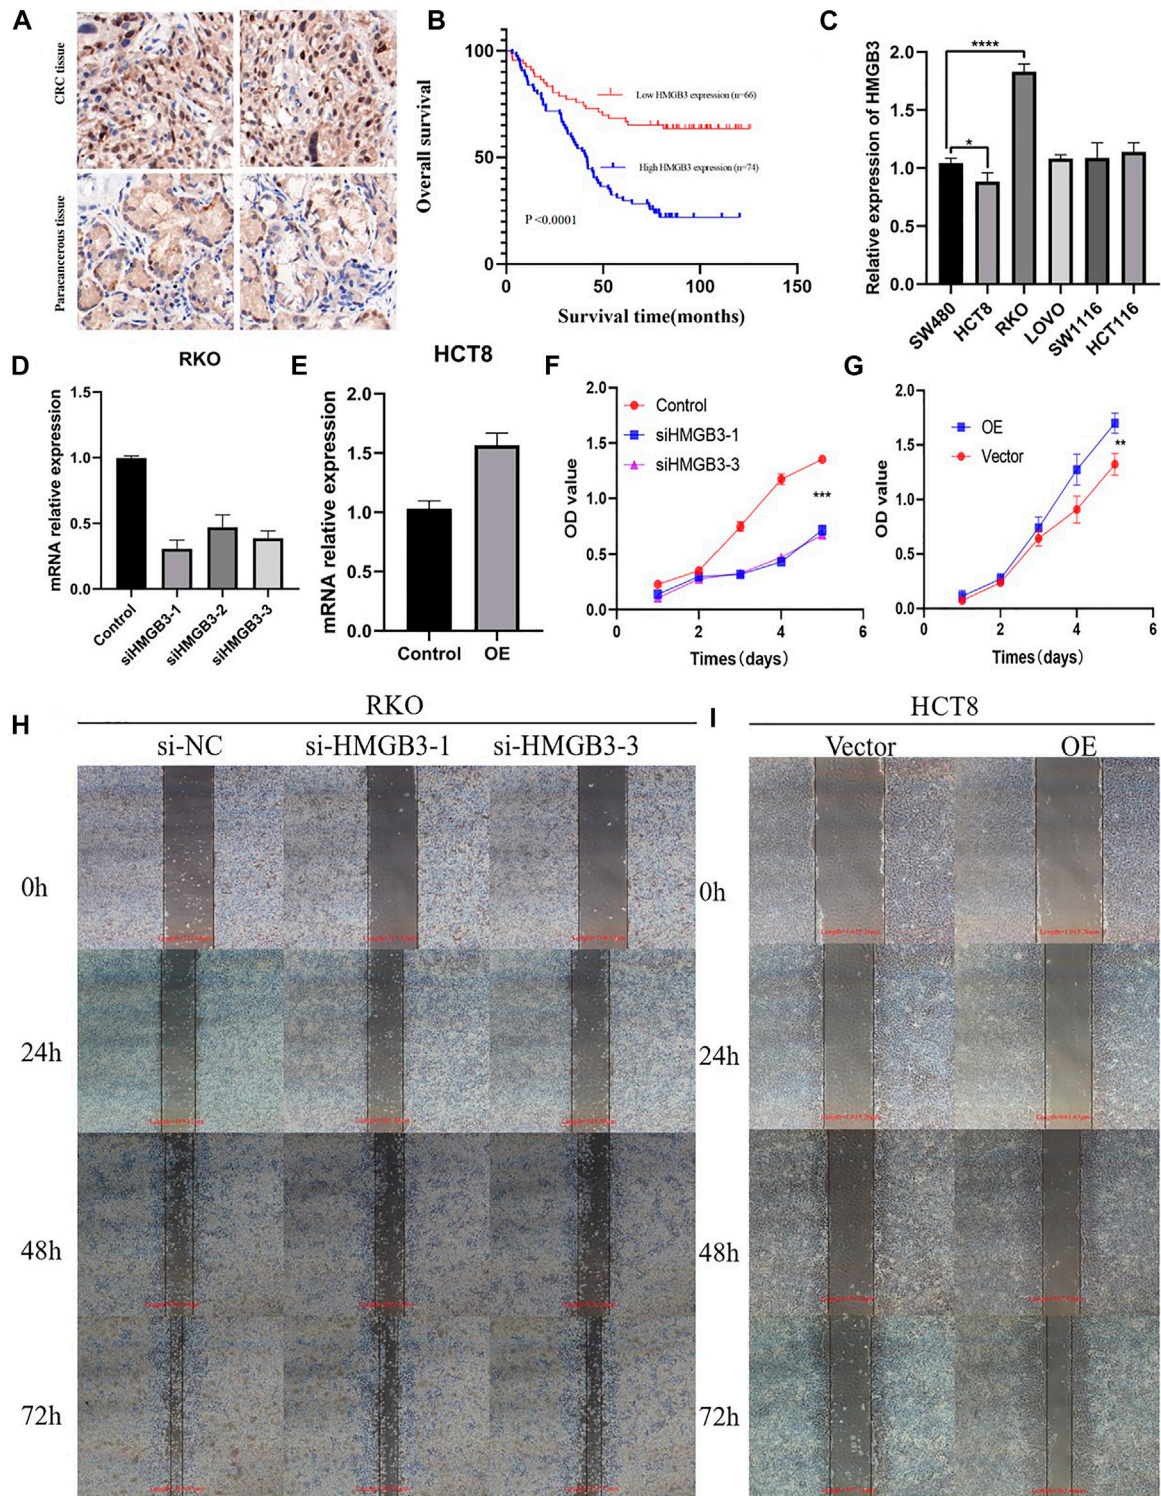 A
CRC tissue
Paracancerous tissue
B
Overall survival
100
50
0
Low HMGB3 expression (n=66)
High HMGB3 expression (n=74)
P <0.0001
0 50 100 150
Survival time(months)
C
Relative expression of HMGB3
2.0
1.5
1.0
0.5
0.0
****
*
SW480 HCT8 RKO LOVO SW1116 HCT116
D
RKO
mRNA relative expression
1.5
1.0
0.5
0.0
Control siHMGB3-1 siHMGB3-2 siHMGB3-3
E
HCT8
mRNA relative expression
2.0
1.5
1.0
0.5
0.0
Control OE
F
OD value
2.0
1.5
1.0
0.5
0.0
Control
siHMGB3-1
siHMGB3-3
***
0 2 4 6
Times(days)
G
OD value
2.0
1.5
1.0
0.5
0.0
OE
Vector
**
0 2 4 6
Times(days)
H
RKO
si-NC si-HMGB3-1 si-HMGB3-3
0h
24h
48h
72h
I
HCT8
Vector OE
0h
24h
48h
72h